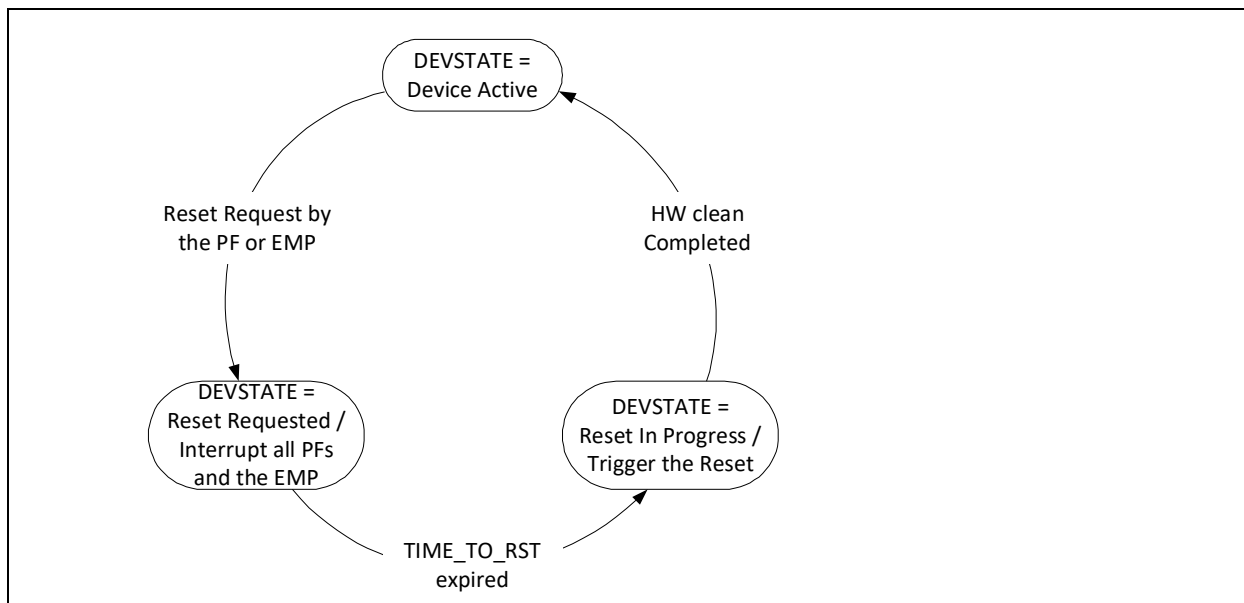 DEVSTATE =
Device Active
Reset Request by
the PF or EMP
HW clean
Completed
DEVSTATE =
Reset Requested /
Interrupt all PFs
and the EMP
DEVSTATE =
Reset In Progress /
Trigger the Reset
TIME_TO_RST
expired